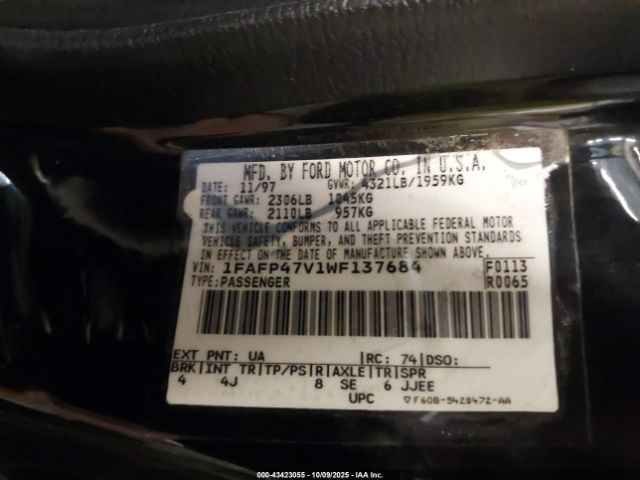 MFD. BY FORD MOTOR CO. IN U.S.A.
DATE: 11/97 GVWR: 4321LB/1959KG
FRONT GAWR: 2306LB 1045KG
REAR GAWR: 2110LB 957KG
THIS VEHICLE CONFORMS TO ALL APPLICABLE FEDERAL MOTOR
VEHICLE SAFETY, BUMPER, AND THEFT PREVENTION STANDARDS
IN EFFECT ON THE DATE OF MANUFACTURE SHOWN ABOVE.
VIN: 1FAFP47V1WF137684 F0113
TYPE: PASSENGER R0065
EXT PNT: UA RC: 74 DSO:
BRK INT TR TP/PS R AXLE TR SPR
4 4J 8 SE 6 JJEE
UPC F60B-5420472-AA
000-43423055 | 10/09/2025 | IAA Inc.